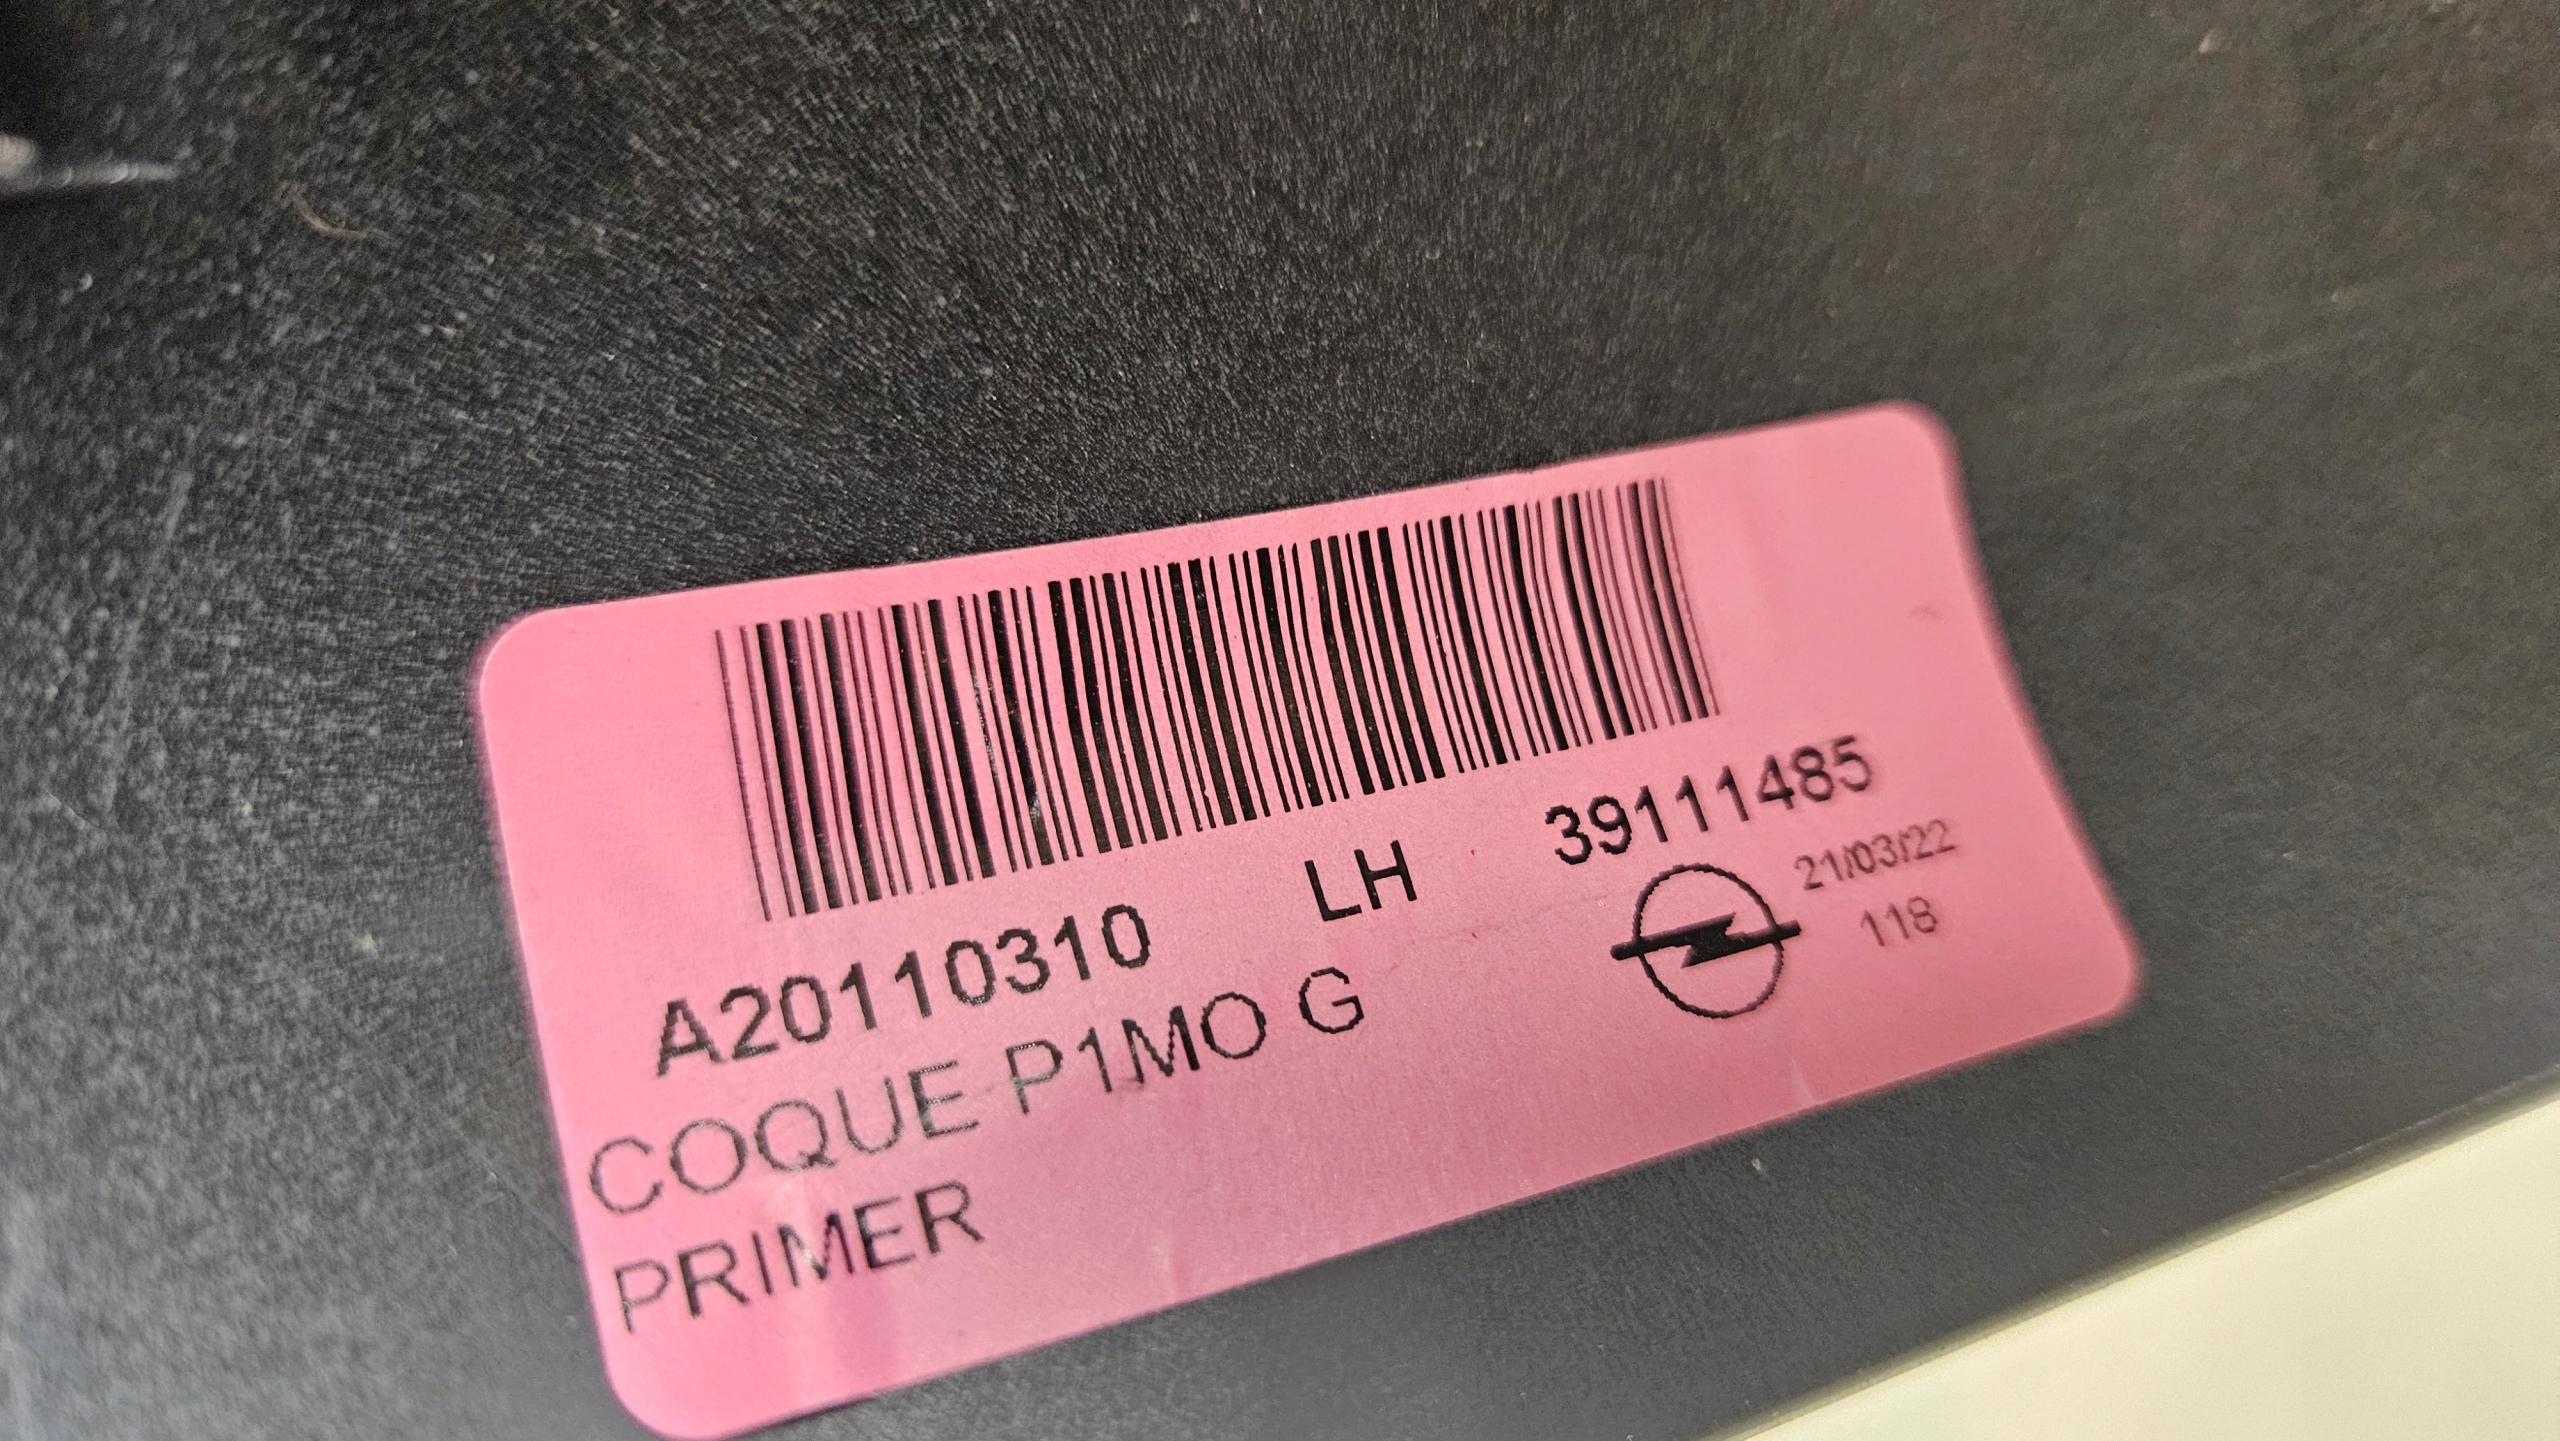 A20110310 LH 39111485
COQUE P1MO G
21/03/22
118
PRIMER